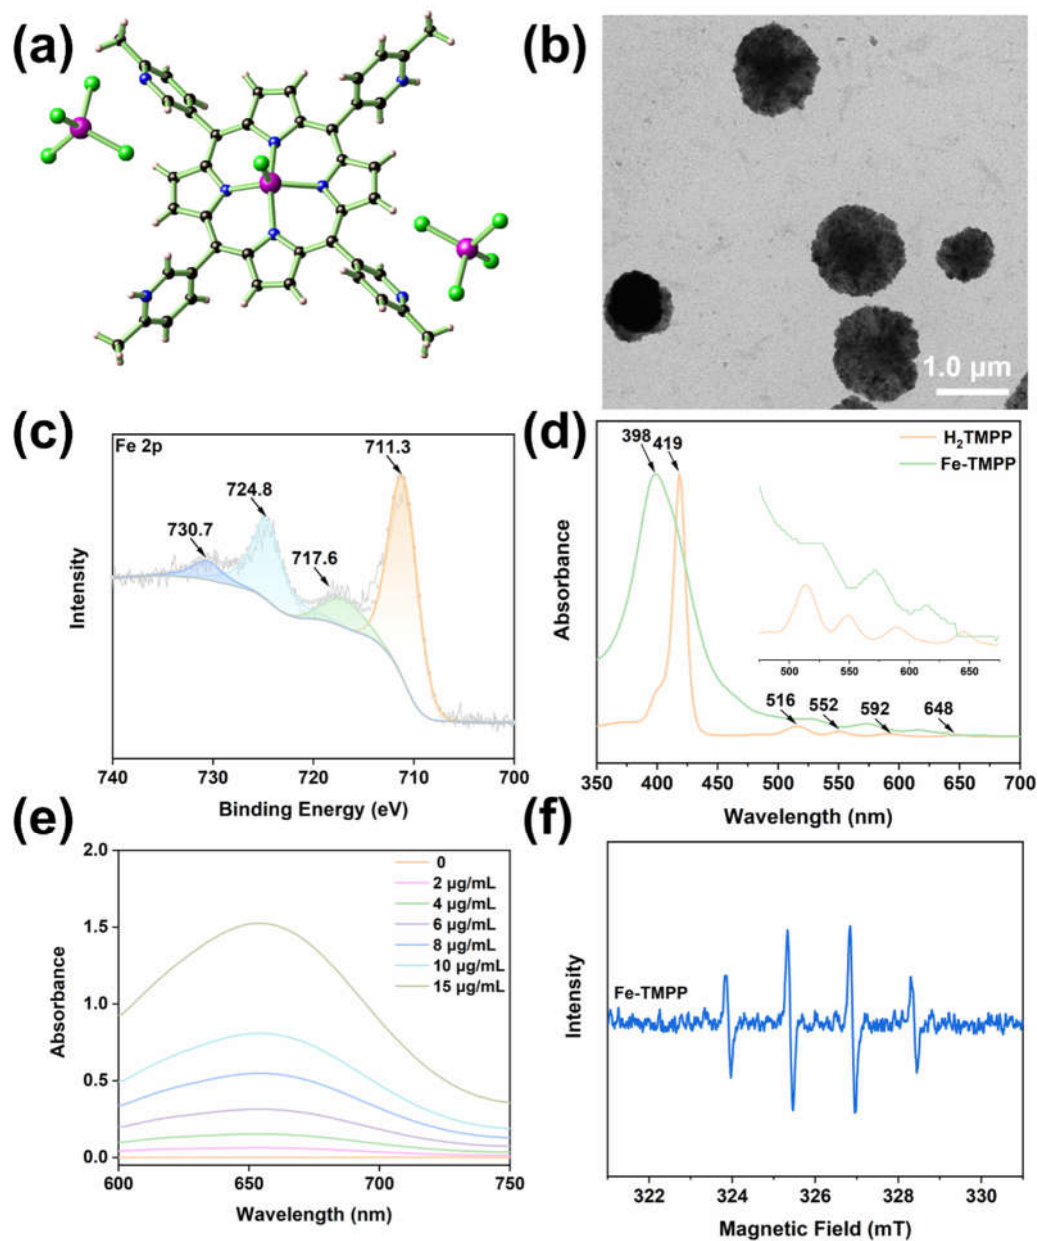 (a)
(b)
1.0 µm
(c)
Fe 2p
711.3
724.8
730.7
717.6
Intensity
740
730
720
710
700
Binding Energy (eV)
(d)
398
419
H₂TMPP
Fe-TMPP
500
550
600
650
516
552
592
648
Absorbance
350
400
450
500
550
600
650
700
Wavelength (nm)
(e)
2.0
1.5
1.0
0.5
0.0
0
2 µg/mL
4 µg/mL
6 µg/mL
8 µg/mL
10 µg/mL
15 µg/mL
Absorbance
600
650
700
750
Wavelength (nm)
(f)
Fe-TMPP
Intensity
322
324
326
328
330
Magnetic Field (mT)